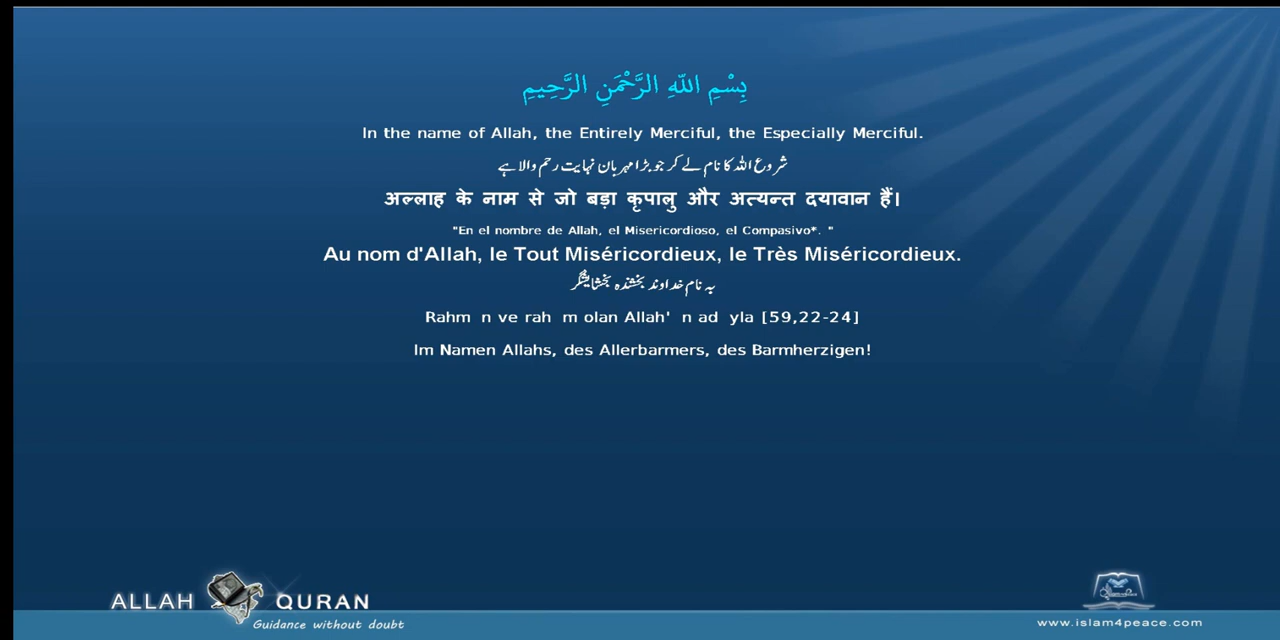 بِسْمِ اللّٰهِ الرَّحْمَنِ الرَّحِيمِ
In the name of Allah, the Entirely Merciful, the Especially Merciful.
شروع اللہ کا نام لے کر جو بڑا مہربان نہایت رحم والا ہے
अल्लाह के नाम से जो बड़ा कृपालु और अत्यन्त दयावान हैं।
"En el nombre de Allah, el Misericordioso, el Compasivo*. "
Au nom d'Allah, le Tout Miséricordieux, le Très Miséricordieux.
به نام خداوند بخشنده بخشایشگر
Rahm n ve rah m olan Allah' n ad yla [59,22-24]
Im Namen Allahs, des Allerbarmers, des Barmherzigen!
ALLAH QURAN
Guidance without doubt
www.islam4peace.com